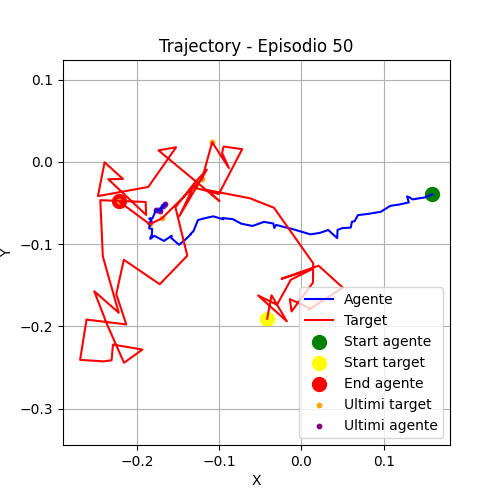 Trajectory - Episodio 50
0.1
0.0
−0.1
−0.2
−0.3
Y
−0.2
−0.1
0.0
0.1
X
Agente
Target
Start agente
Start target
End agente
Ultimi target
Ultimi agente